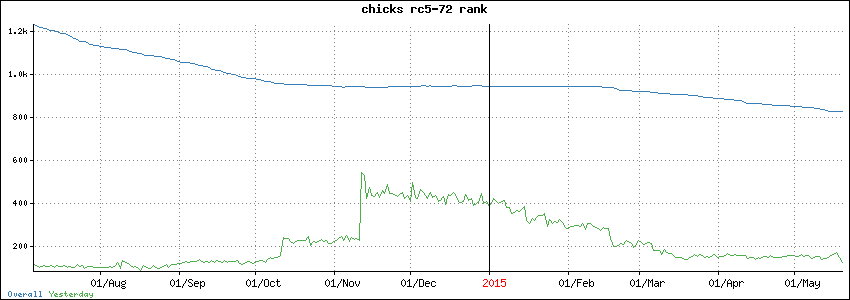 chicks rc5-72 rank
1.2k
1.0k
800
600
400
200
01/Aug 01/Sep 01/Oct 01/Nov 01/Dec 2015 01/Feb 01/Mar 01/Apr 01/May
Overall Yesterday